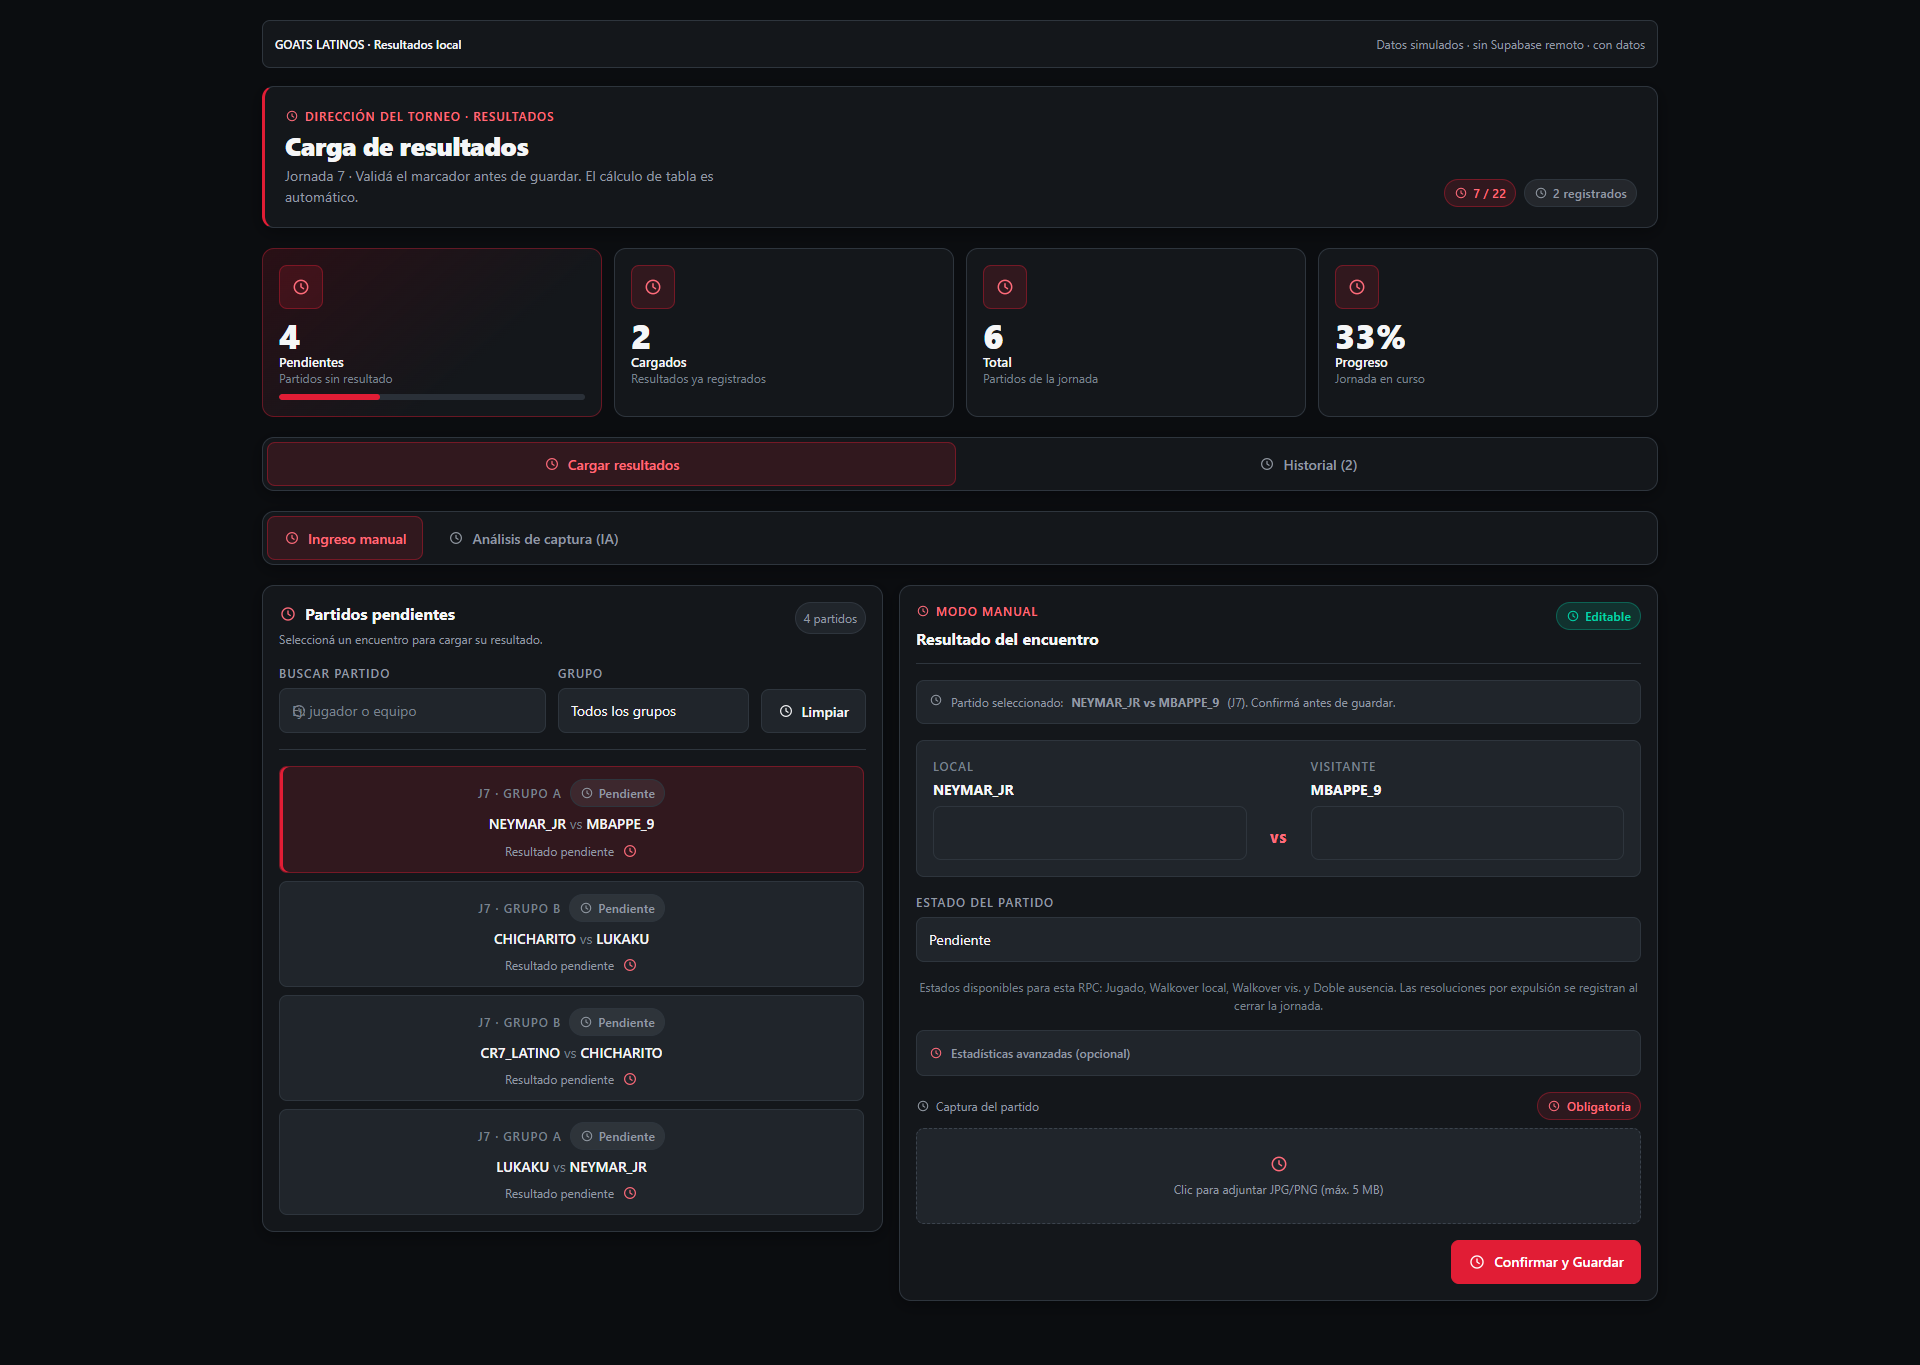 GOATS LATINOS · Resultados local
Datos simulados · sin Supabase remoto · con datos
DIRECCIÓN DEL TORNEO · RESULTADOS
Carga de resultados
Jornada 7 · Validá el marcador antes de guardar. El cálculo de tabla es
automático.
7 / 22
2 registrados
4
Pendientes
Partidos sin resultado
2
Cargados
Resultados ya registrados
6
Total
Partidos de la jornada
33%
Progreso
Jornada en curso
Cargar resultados
Historial (2)
Ingreso manual
Análisis de captura (IA)
Partidos pendientes
4 partidos
Seleccioná un encuentro para cargar su resultado.
BUSCAR PARTIDO
GRUPO
jugador o equipo
Todos los grupos
Limpiar
J7 · GRUPO A
Pendiente
NEYMAR_JR vs MBAPPE_9
Resultado pendiente
J7 · GRUPO B
Pendiente
CHICHARITO vs LUKAKU
Resultado pendiente
J7 · GRUPO B
Pendiente
CR7_LATINO vs CHICHARITO
Resultado pendiente
J7 · GRUPO A
Pendiente
LUKAKU vs NEYMAR_JR
Resultado pendiente
MODO MANUAL
Editable
Resultado del encuentro
Partido seleccionado: NEYMAR_JR vs MBAPPE_9 (J7). Confirmá antes de guardar.
LOCAL
NEYMAR_JR
vs
VISITANTE
MBAPPE_9
ESTADO DEL PARTIDO
Pendiente
Estados disponibles para esta RPC: Jugado, Walkover local, Walkover vis. y Doble ausencia. Las resoluciones por expulsión se registran al
cerrar la jornada.
Estadísticas avanzadas (opcional)
Captura del partido
Obligatoria
Clic para adjuntar JPG/PNG (máx. 5 MB)
Confirmar y Guardar